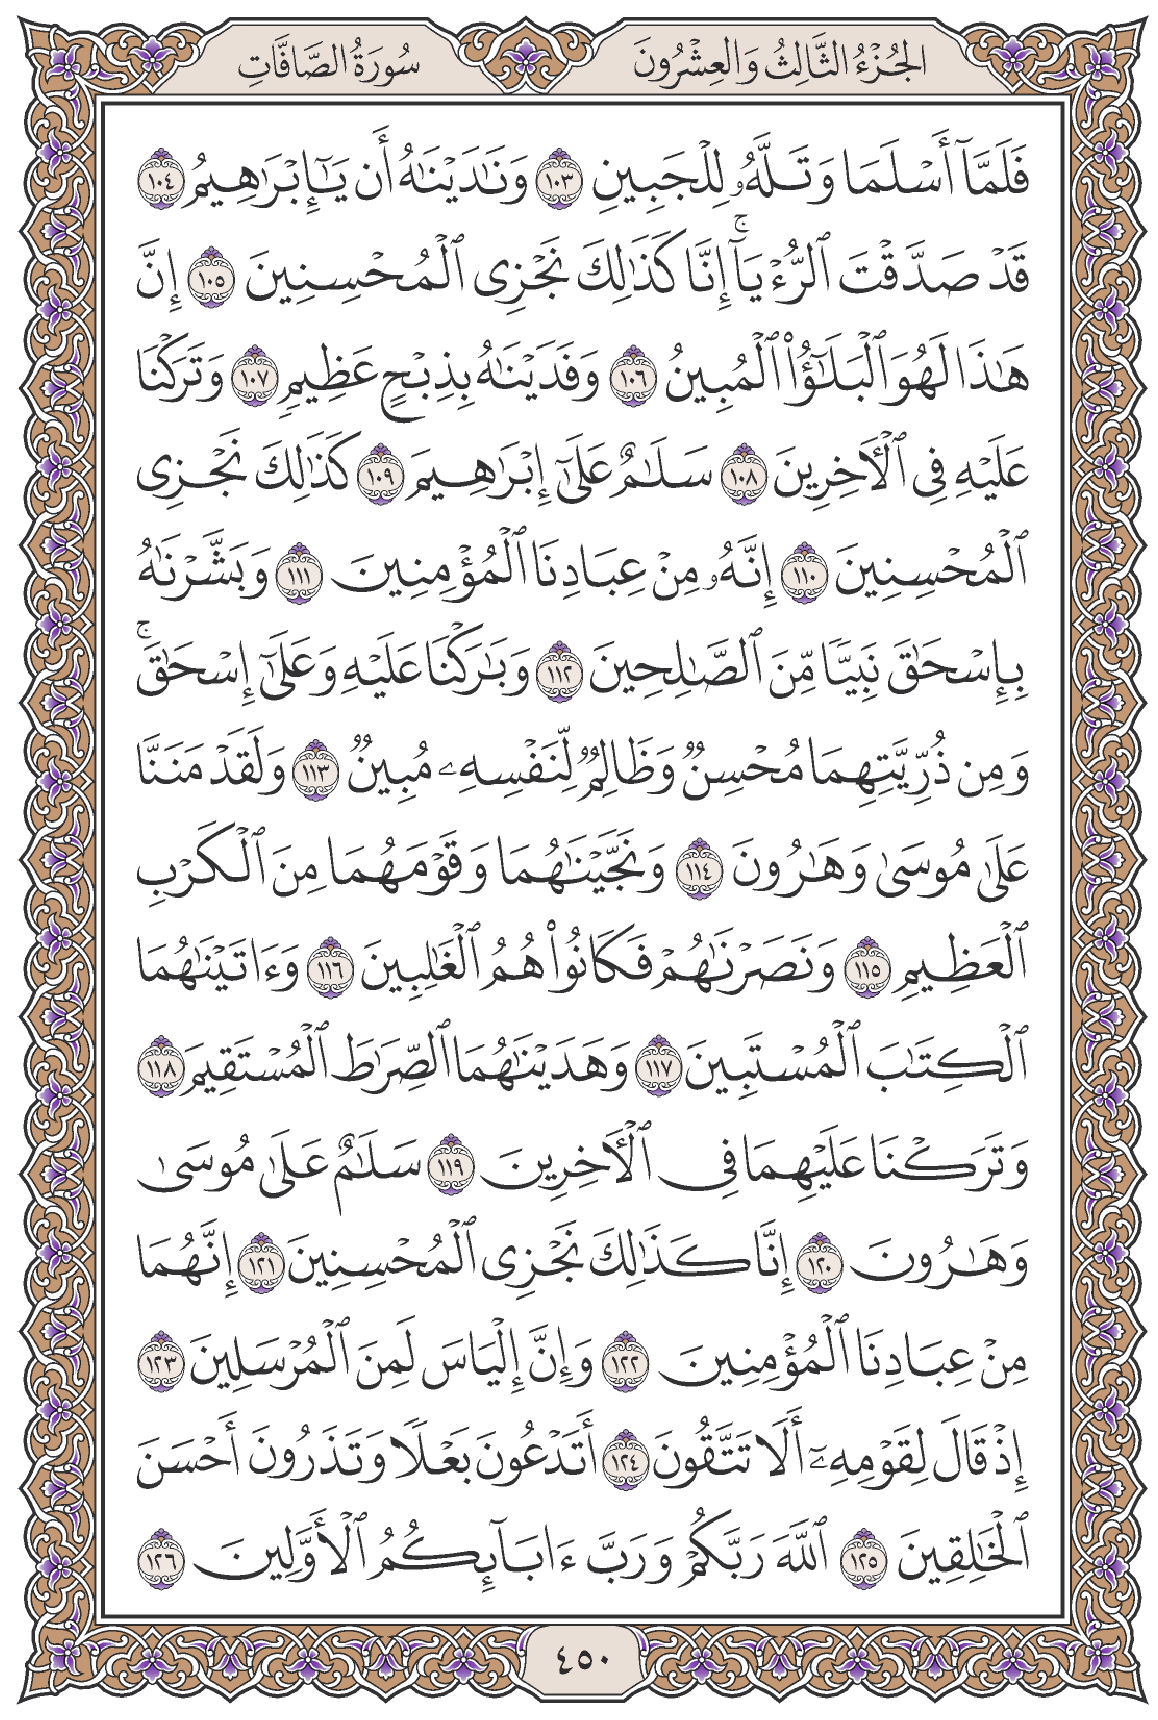 الجُزْءُ الثَّالِثُ وَالعِشْرُونَ
سُورَةُ الصَّافَّاتِ
فَلَمَّآ أَسْلَمَا وَتَلَّهُۥ لِلْجَبِينِ ١٠٣ وَنَٰدَيْنَٰهُ أَن يَٰٓإِبْرَٰهِيمُ ١٠٤
قَدْ صَدَّقْتَ ٱلرُّءْيَآۚ إِنَّا كَذَٰلِكَ نَجْزِى ٱلْمُحْسِنِينَ ١٠٥ إِنَّ
هَٰذَا لَهُوَ ٱلْبَلَٰٓؤُا۟ ٱلْمُبِينُ ١٠٦ وَفَدَيْنَٰهُ بِذِبْحٍ عَظِيمٍ ١٠٧ وَتَرَكْنَا
عَلَيْهِ فِى ٱلْءَاخِرِينَ ١٠٨ سَلَٰمٌ عَلَىٰٓ إِبْرَٰهِيمَ ١٠٩ كَذَٰلِكَ نَجْزِى
ٱلْمُحْسِنِينَ ١١٠ إِنَّهُۥ مِنْ عِبَادِنَا ٱلْمُؤْمِنِينَ ١١١ وَبَشَّرْنَٰهُ
بِإِسْحَٰقَ نَبِيًّا مِّنَ ٱلصَّٰلِحِينَ ١١٢ وَبَٰرَكْنَا عَلَيْهِ وَعَلَىٰٓ إِسْحَٰقَۚ
وَمِن ذُرِّيَّتِهِمَا مُحْسِنٌ وَظَالِمٌ لِّنَفْسِهِۦ مُبِينٌ ١١٣ وَلَقَدْ مَنَنَّا
عَلَىٰ مُوسَىٰ وَهَٰرُونَ ١١٤ وَنَجَّيْنَٰهُمَا وَقَوْمَهُمَا مِنَ ٱلْكَرْبِ
ٱلْعَظِيمِ ١١٥ وَنَصَرْنَٰهُمْ فَكَانُوا۟ هُمُ ٱلْغَٰلِبِينَ ١١٦ وَءَاتَيْنَٰهُمَا
ٱلْكِتَٰبَ ٱلْمُسْتَبِينَ ١١٧ وَهَدَيْنَٰهُمَا ٱلصِّرَٰطَ ٱلْمُسْتَقِيمَ ١١٨
وَتَرَكْنَا عَلَيْهِمَا فِى ٱلْءَاخِرِينَ ١١٩ سَلَٰمٌ عَلَىٰ مُوسَىٰ
وَهَٰرُونَ ١٢٠ إِنَّا كَذَٰلِكَ نَجْزِى ٱلْمُحْسِنِينَ ١٢١ إِنَّهُمَا
مِنْ عِبَادِنَا ٱلْمُؤْمِنِينَ ١٢٢ وَإِنَّ إِلْيَاسَ لَمِنَ ٱلْمُرْسَلِينَ ١٢٣
إِذْ قَالَ لِقَوْمِهِۦٓ أَلَا تَتَّقُونَ ١٢٤ أَتَدْعُونَ بَعْلًا وَتَذَرُونَ أَحْسَنَ
ٱلْخَٰلِقِينَ ١٢٥ ٱللَّهَ رَبَّكُمْ وَرَبَّ ءَابَآئِكُمُ ٱلْأَوَّلِينَ ١٢٦
٤٥٠